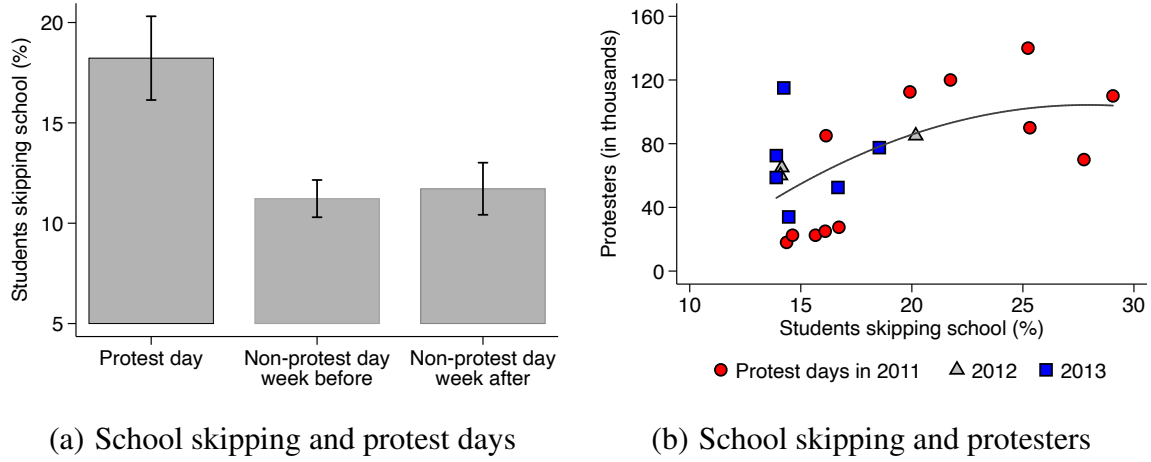 Students skipping school (%)
20
15
10
5
Protest day
Non-protest day
week before
Non-protest day
week after
(a) School skipping and protest days
Protesters (in thousands)
160
120
80
40
0
10 15 20 25 30
Students skipping school (%)
Protest days in 2011 2012 2013
(b) School skipping and protesters